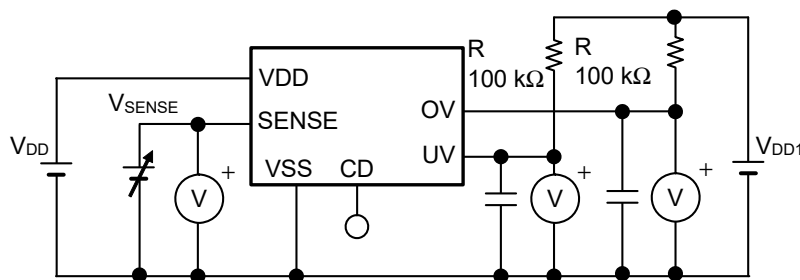 R
100 kΩ
R
100 kΩ
VDD
VSENSE
SENSE
OV
VDD
UV
VDD1
VSS
CD
+
V
+
V
+
V